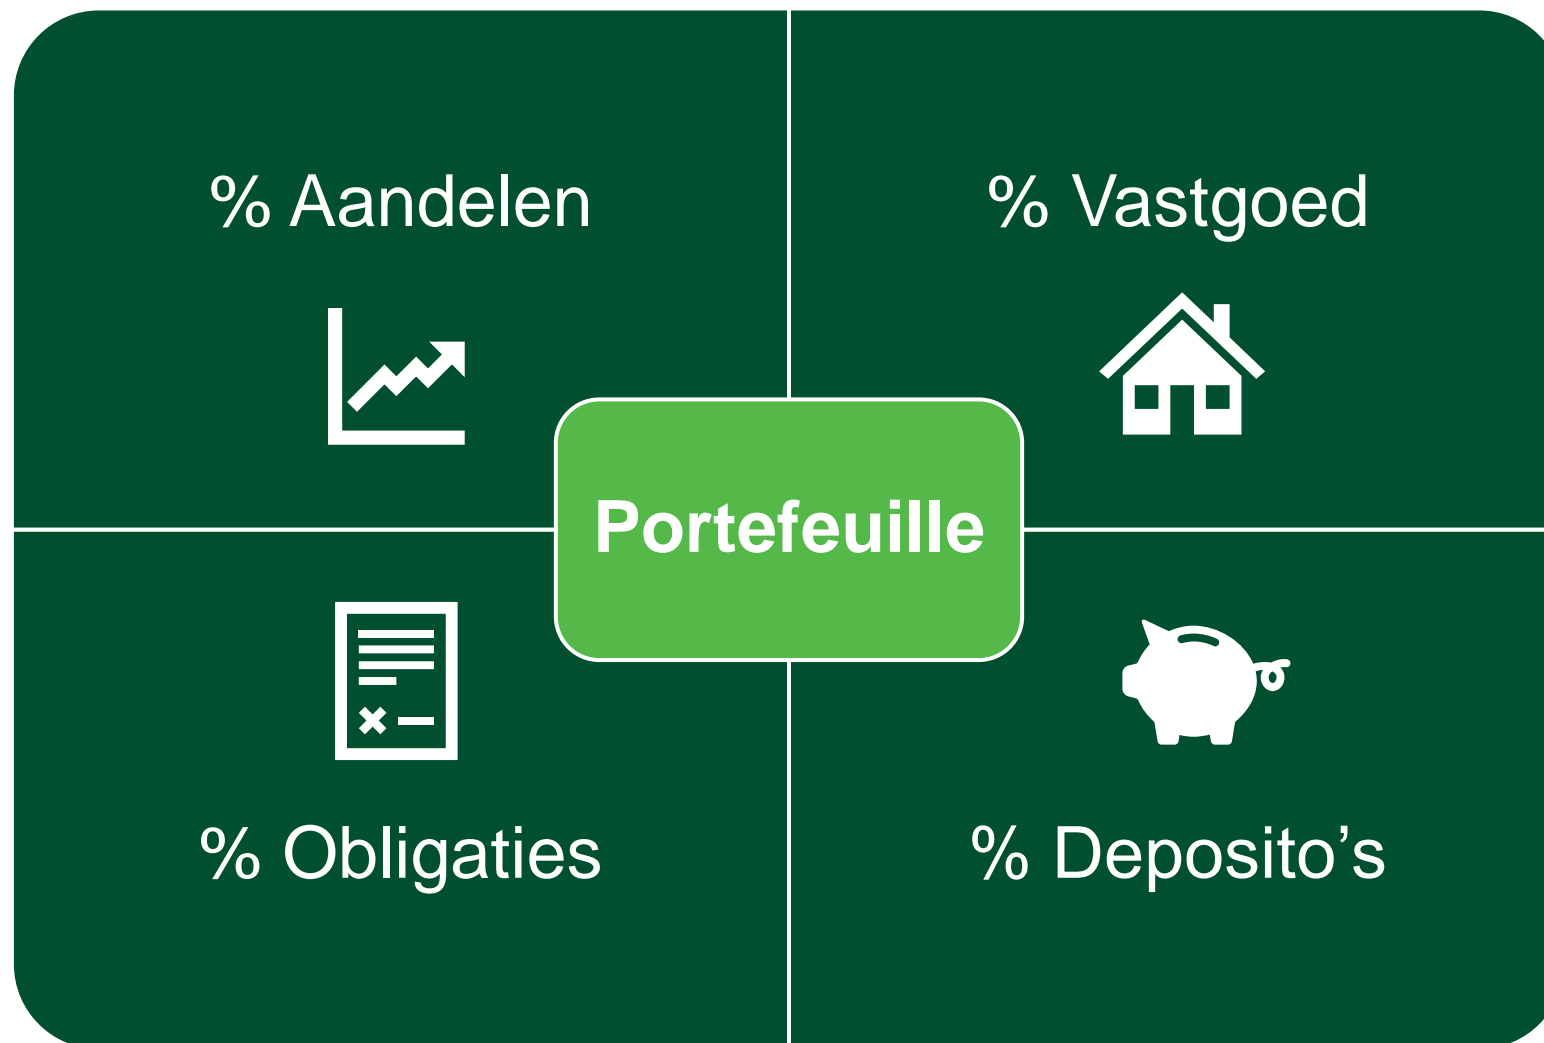 % Aandelen
% Vastgoed
Portefeuille
% Obligaties
% Deposito’s